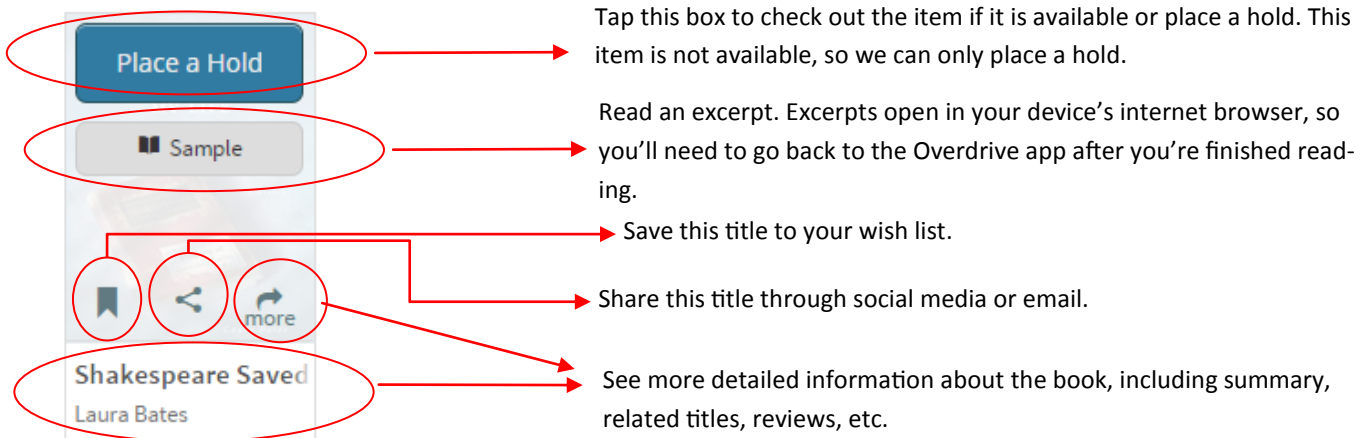 Place a Hold
Tap this box to check out the item if it is available or place a hold. This
item is not available, so we can only place a hold.
Sample
Read an excerpt. Excerpts open in your device’s internet browser, so
you’ll need to go back to the Overdrive app after you’re finished read-
ing.
Save this title to your wish list.
more
Share this title through social media or email.
Shakespeare Saved
Laura Bates
See more detailed information about the book, including summary,
related titles, reviews, etc.